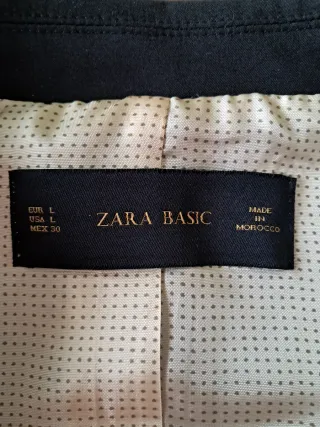 EUR L
USA L
MEX 30
ZARA BASIC
MADE
IN
MOROCCO